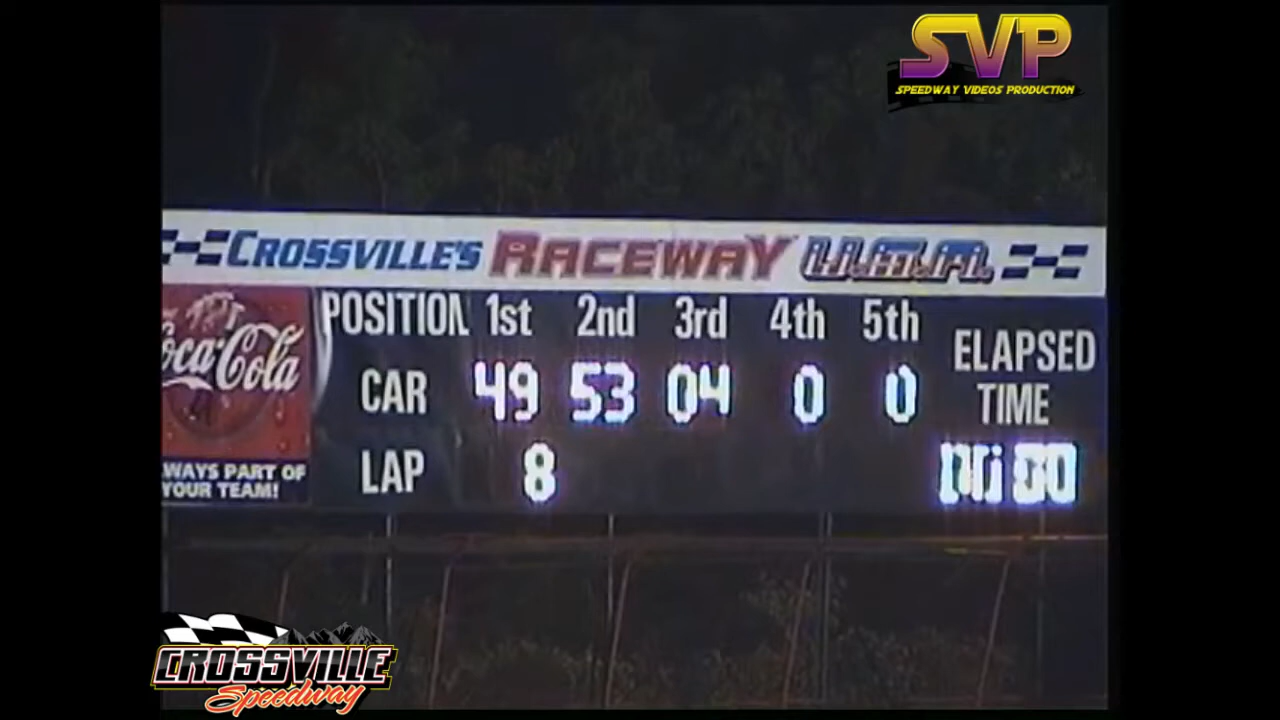 SVP
SPEEDWAY VIDEOS PRODUCTION
CROSSVILLE'S RACEWAY U.S.A.
Coca-Cola
WAYS PART OF
YOUR TEAM!
POSITION 1st 2nd 3rd 4th 5th
CAR 49 53 04 0 0
LAP 8
ELAPSED
TIME
CROSSVILLE
Speedway